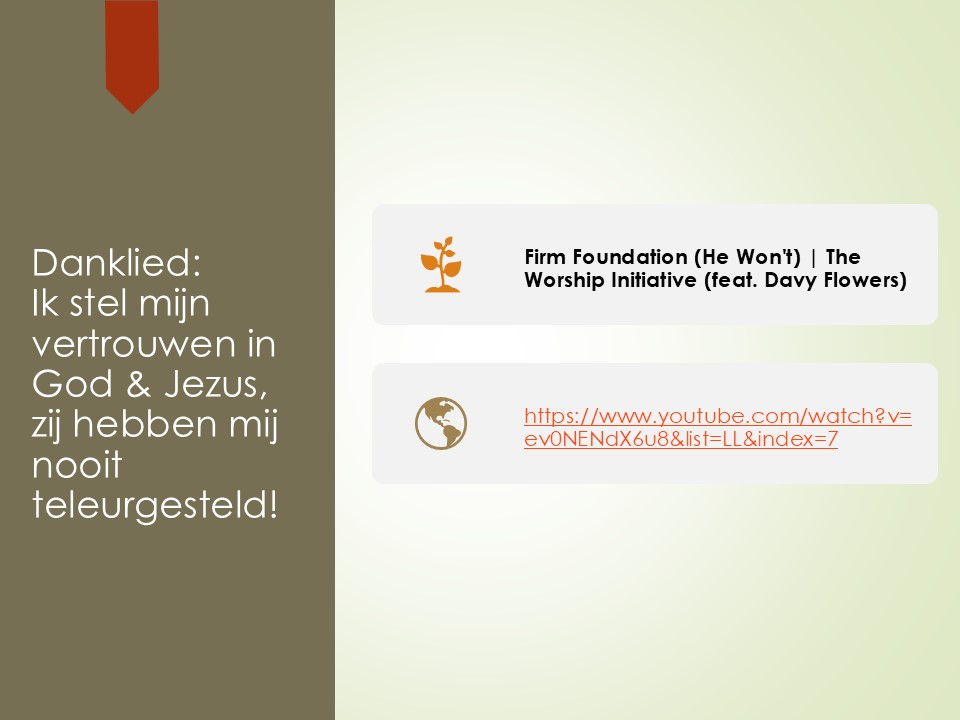 Danklied:
Ik stel mijn
vertrouwen in
God & Jezus,
zij hebben mij
nooit
teleurgesteld!
Firm Foundation (He Won't) | The
Worship Initiative (feat. Davy Flowers)
https://www.youtube.com/watch?v=
ev0NENdX6u8&list=LL&index=7